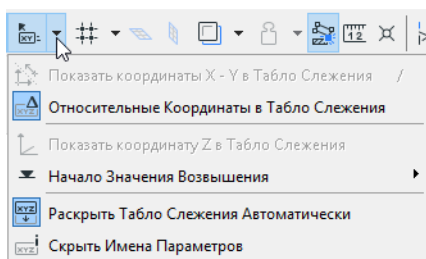 Показать координаты X - Y в Табло Слежения /
Относительные Координаты в Табло Слежения
Показать координату Z в Табло Слежения
Начало Значения Возвышения
Раскрыть Табло Слежения Автоматически
Скрыть Имена Параметров